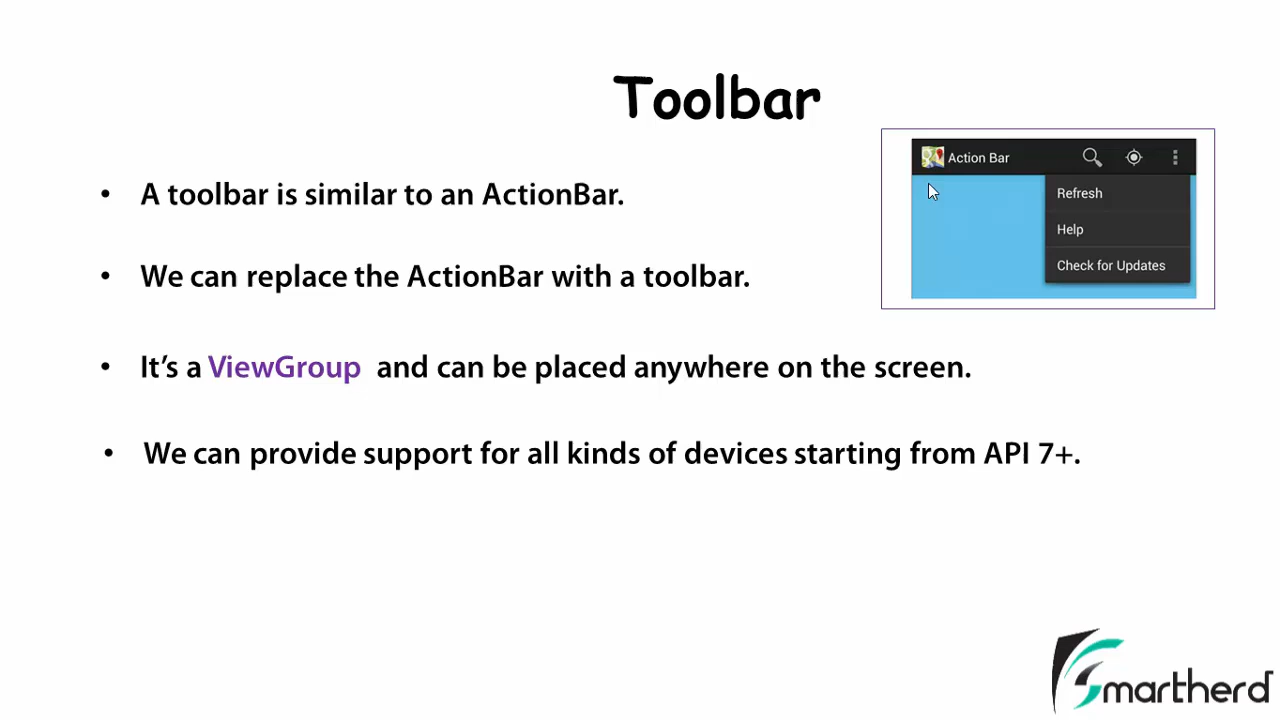 Toolbar
• A toolbar is similar to an ActionBar.
• We can replace the ActionBar with a toolbar.
• It's a ViewGroup and can be placed anywhere on the screen.
• We can provide support for all kinds of devices starting from API 7+.
Action Bar
Refresh
Help
Check for Updates
Smartherd